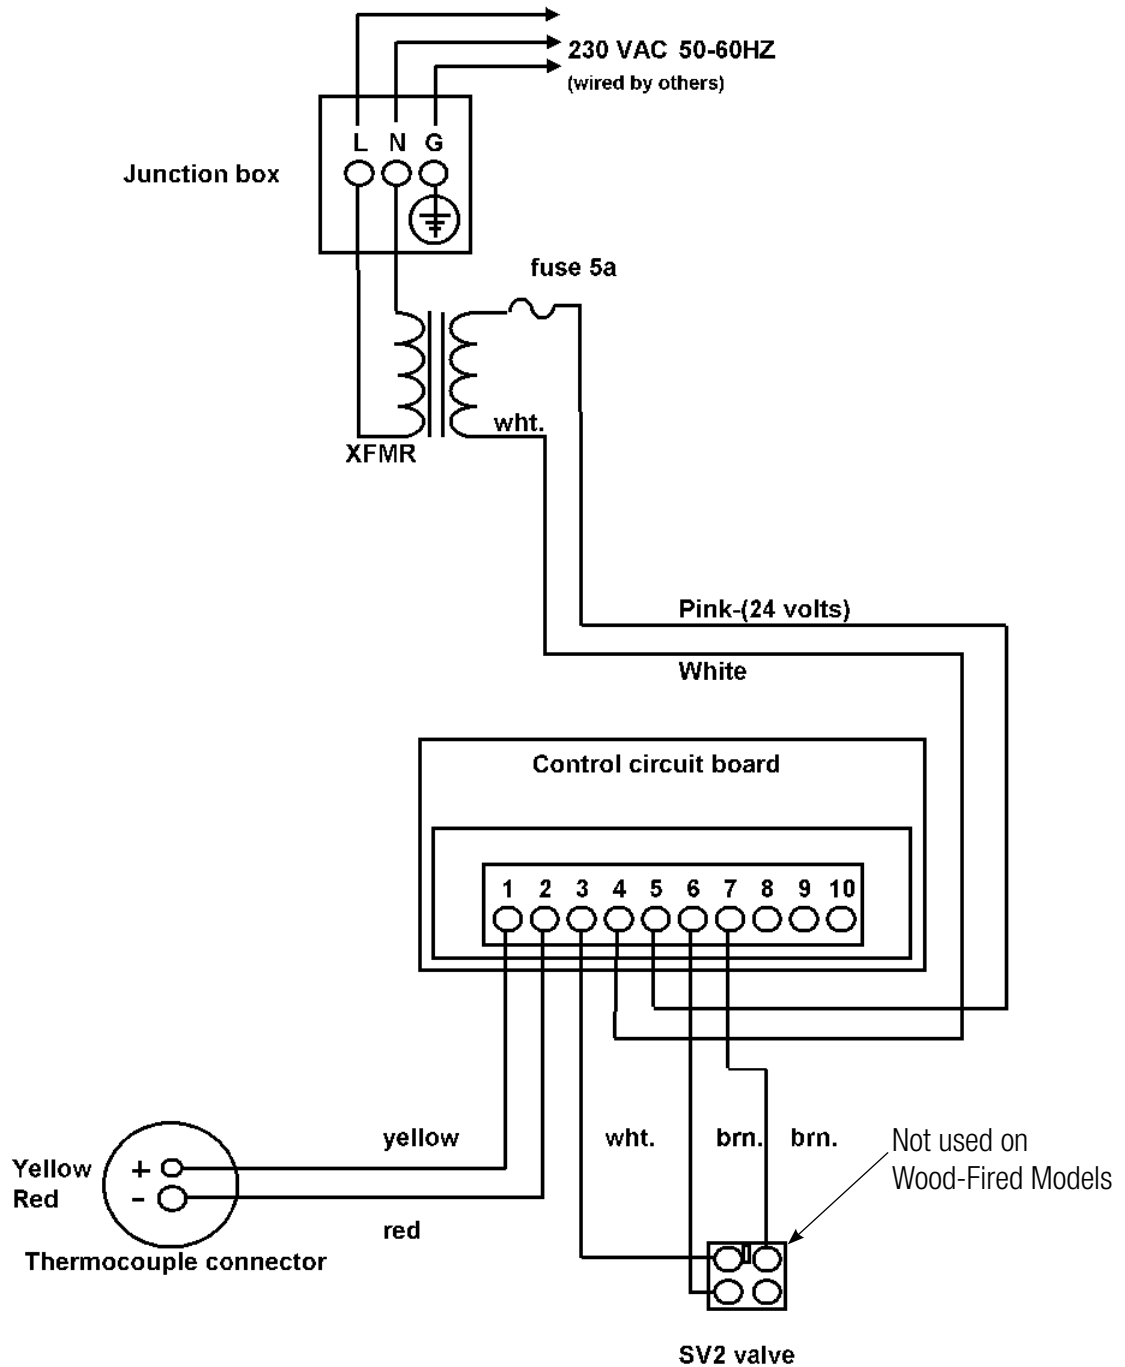 230 VAC 50-60HZ
(wired by others)
L N G
Junction box
fuse 5a
wht.
XFMR
Pink-(24 volts)
White
Control circuit board
1 2 3 4 5 6 7 8 9 10
yellow
wht.
brn.
brn.
Not used on
Wood-Fired Models
Yellow +
Red -
red
Thermocouple connector
SV2 valve